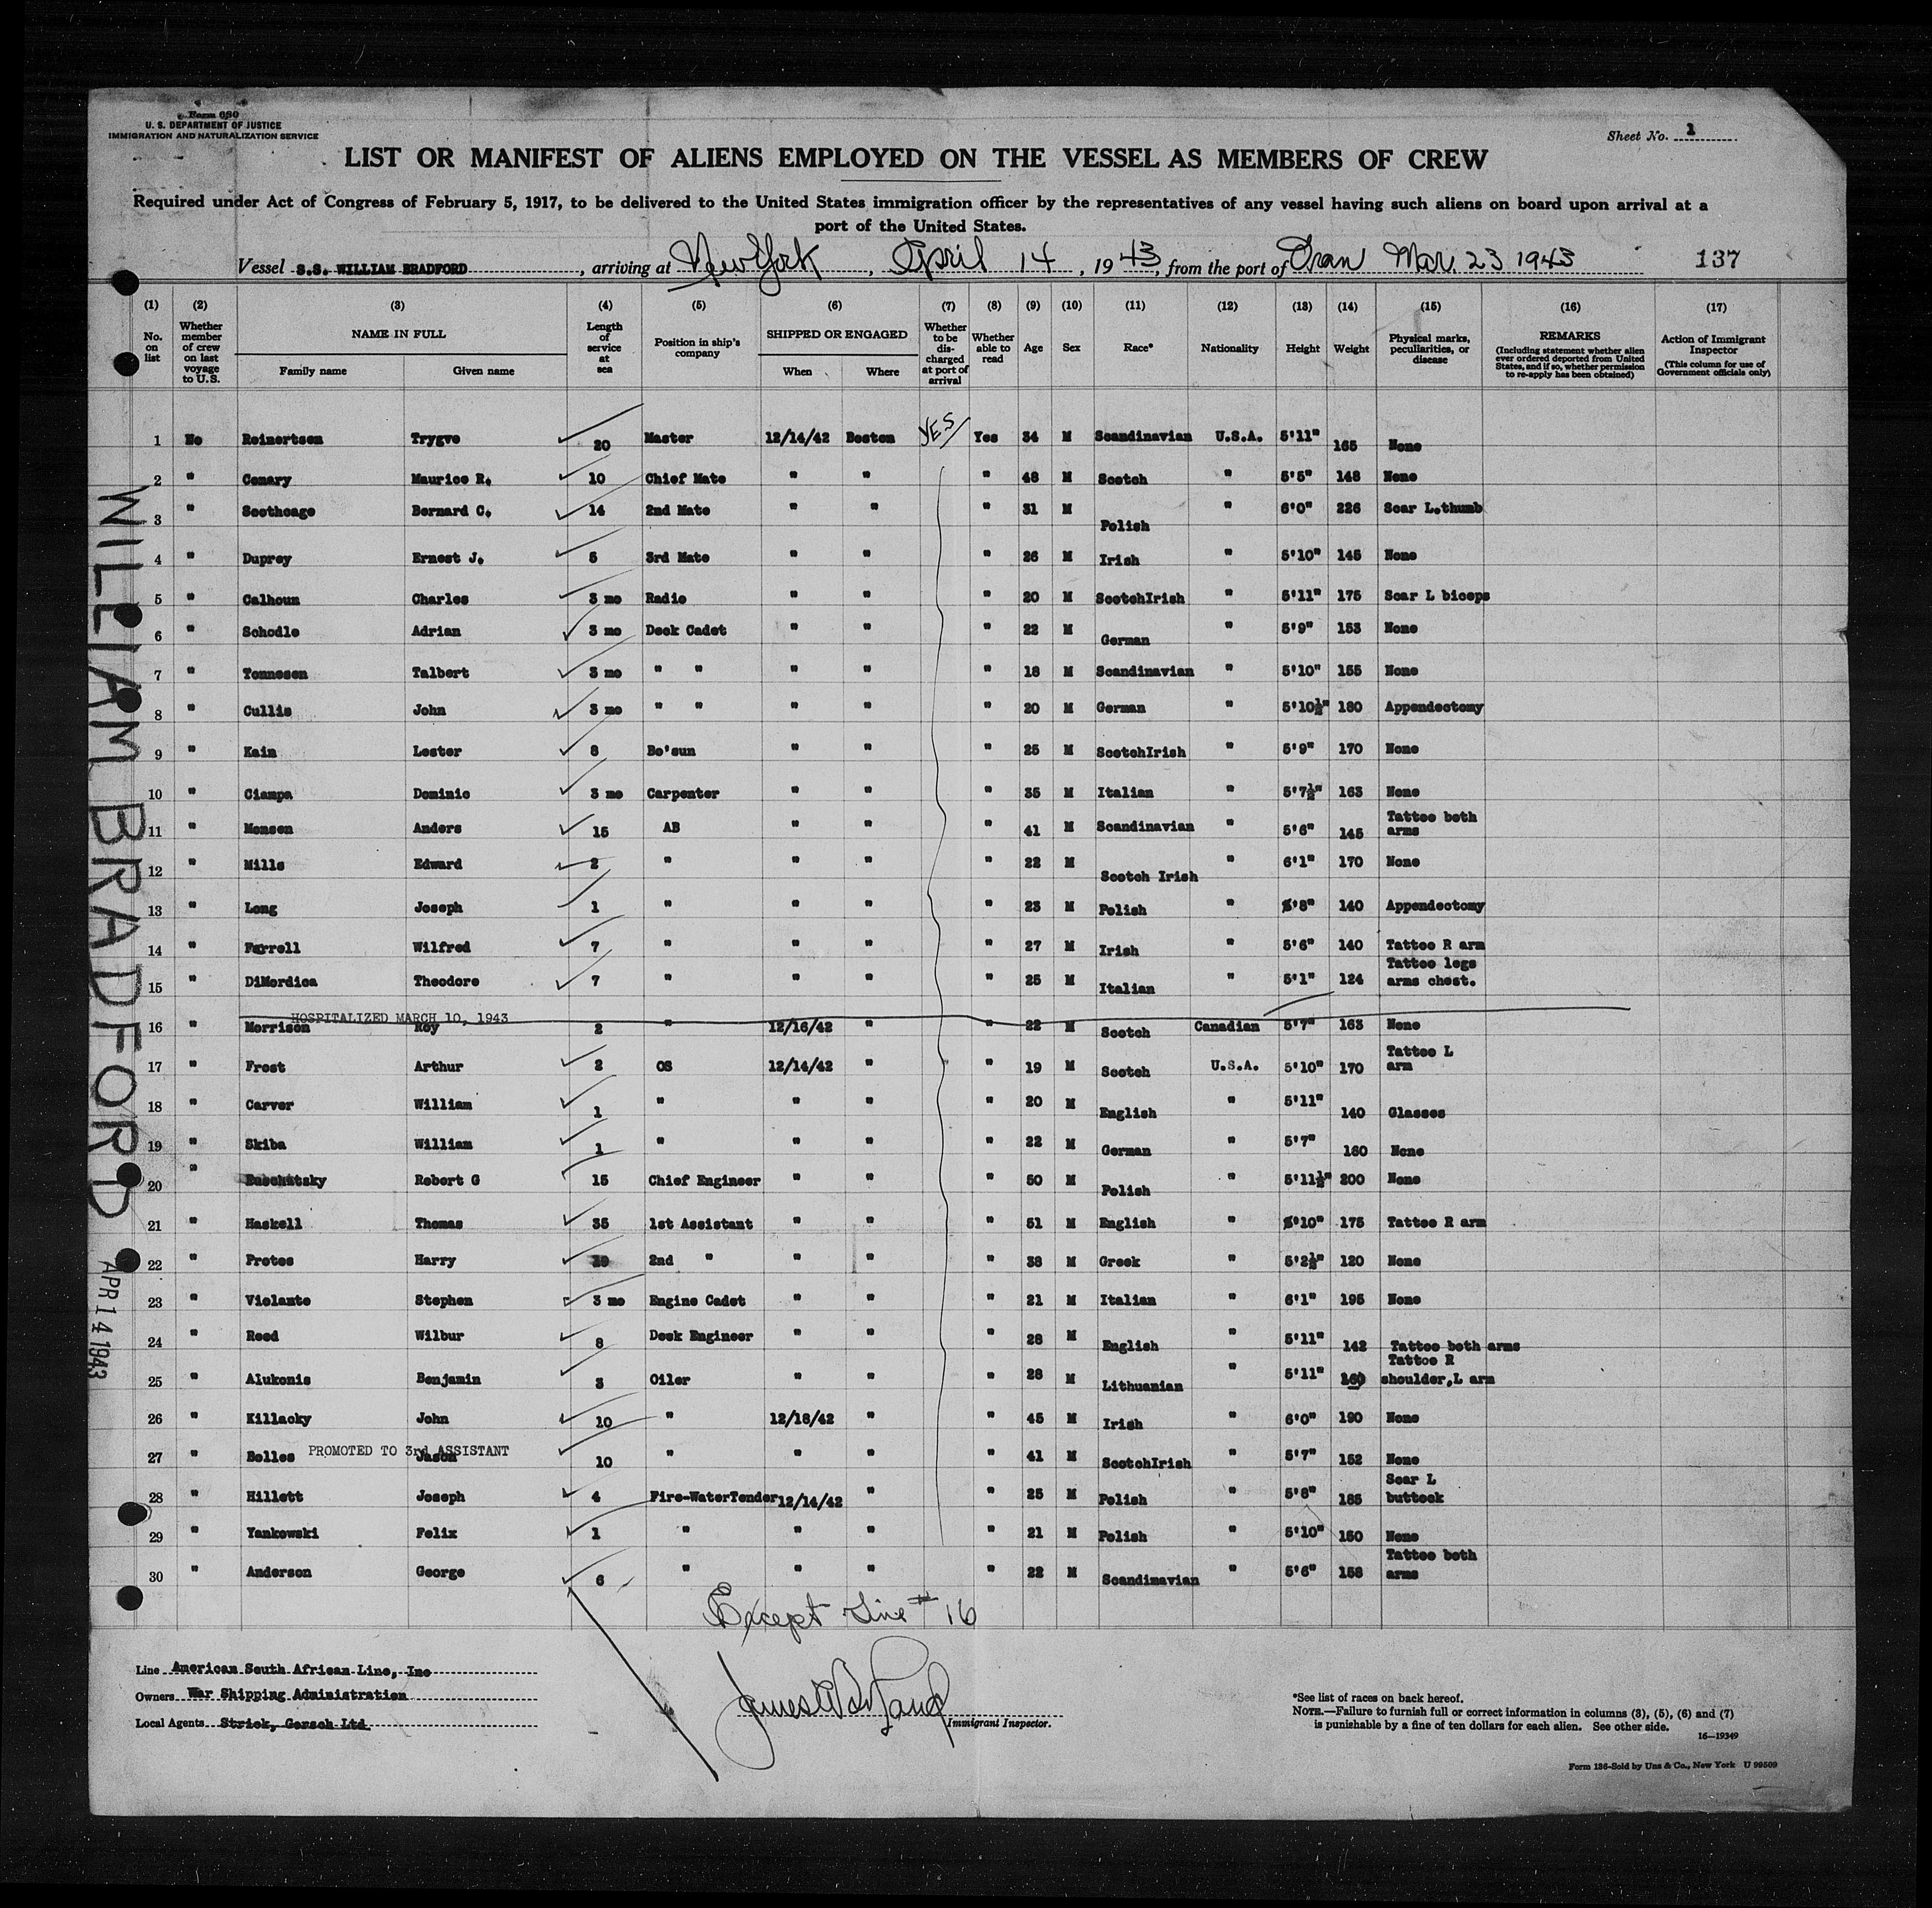 Form 680
U. S. DEPARTMENT OF JUSTICE
IMMIGRATION AND NATURALIZATION SERVICE
Sheet No. 1
LIST OR MANIFEST OF ALIENS EMPLOYED ON THE VESSEL AS MEMBERS OF CREW
Required under Act of Congress of February 5, 1917, to be delivered to the United States immigration officer by the representatives of any vessel having such aliens on board upon arrival at a
port of the United States.
Vessel S.S. WILLIAM BRADFORD, arriving at New York, April 14, 1943, from the port of Oran Mar. 23 1943 137
(1) (2) (3) (4) (5) (6) (7) (8) (9) (10) (11) (12) (13) (14) (15) (16) (17)
No. on list
Whether member of crew on last voyage to U.S.
NAME IN FULL
Family name Given name
Length of service at sea
Position in ship's company
SHIPPED OR ENGAGED
When Where
Whether to be discharged at port of arrival
Whether able to read
Age
Sex
Race*
Nationality
Height
Weight
Physical marks, peculiarities, or disease
REMARKS
(Including statement whether alien ever ordered deported from United States, and if so, whether permission to re-apply has been obtained)
Action of Immigrant Inspector
(This column for use of Government officials only)
1 No Reinertsen Trygve 20 Master 12/14/42 Boston YES Yes 34 M Scandinavian U.S.A. 5'11" 165 None
2 " Conary Maurice R. 10 Chief Mate " " " 48 M Scotch " 5'5" 148 None
3 " Scothcage Bernard C. 14 2nd Mate " " " 31 M Polish " 6'0" 226 Scar L.thumb
4 " Duprey Ernest J. 5 3rd Mate " " " 26 M Irish " 5'10" 145 None
5 " Calhoun Charles 3 mo Radio " " " 20 M ScotchIrish " 5'11" 175 Scar L biceps
6 " Schodle Adrian 3 mo Deck Cadet " " " 22 M German " 5'9" 153 None
7 " Tonnesen Talbert 3 mo " " " " " 18 M Scandinavian " 5'10" 155 None
8 " Cullis John 3 mo " " " " " 20 M German " 5'10½" 180 Appendectomy
9 " Kain Lester 8 Bo'sun " " " 25 M ScotchIrish " 5'9" 170 None
10 " Ciampa Dominic 3 mo Carpenter " " " 35 M Italian " 5'7½" 163 None
11 " Monsen Anders 15 AB " " " 41 M Scandinavian " 5'6" 145 Tattoo both arms
12 " Mills Edward 2 " " " " 22 M Scotch Irish " 6'1" 170 None
13 " Long Joseph 1 " " " " 23 M Polish " 5'8" 140 Appendectomy
14 " Farrell Wilfred 7 " " " " 27 M Irish " 5'6" 140 Tattoo R arm
15 " DiMordica Theodore 7 " " " " 25 M Italian " 5'1" 124 Tattoo legs arms chest.
HOSPITALIZED MARCH 10, 1943
16 " Morrison Roy 2 " 12/16/42 " " 22 M Scotch Canadian 5'7" 163 None
17 " Frost Arthur 2 OS 12/14/42 " " 19 M Scotch U.S.A. 5'10" 170 Tattoo L arm
18 " Carver William 1 " " " " 20 M English " 5'11" 140 Glasses
19 " Skiba William 1 " " " " 22 M German " 5'7" 160 None
20 " Robert G 15 Chief Engineer " " " 50 M Polish " 5'11½" 200 None
21 " Haskell Thomas 35 1st Assistant " " " 51 M English " 5'10" 175 Tattoo R arm
22 " Protos Harry 2nd " " " " 38 M Greek " 5'2½" 120 None
23 " Violante Stephen 3 mo Engine Cadet " " " 21 M Italian " 6'1" 195 None
24 " Reed Wilbur 8 Deck Engineer " " " 28 M English " 5'11" 142 Tattoo both arms
25 " Alukonis Benjamin 3 Oiler " " " 28 M Lithuanian " 5'11" 160 Tattoo R shoulder,L arm
26 " Killacky John 10 " 12/18/42 " " 45 M Irish " 6'0" 190 None
PROMOTED TO 3rd ASSISTANT
27 " Bolles Jason 10 " " " " 41 M ScotchIrish " 5'7" 152 None
28 " Hillett Joseph 4 Fire-WaterTender 12/14/42 " " 25 M Polish " 5'8" 185 Scar L buttock
29 " Yankowski Felix 1 " " " " 21 M Polish " 5'10" 150 None
30 " Anderson George 6 " " " " 22 M Scandinavian " 5'6" 158 Tattoo both arms
Except Line # 16
WILLIAM BRADFORD
APR 14 1943
Line American South African Line, Inc
Owners War Shipping Administration
Local Agents Strick, Gersch Ltd
Immigrant Inspector.
*See list of races on back hereof.
NOTE.—Failure to furnish full or correct information in columns (3), (5), (6) and (7)
is punishable by a fine of ten dollars for each alien. See other side.
16—19349
Form 136-Sold by Unz & Co., New York U 99509